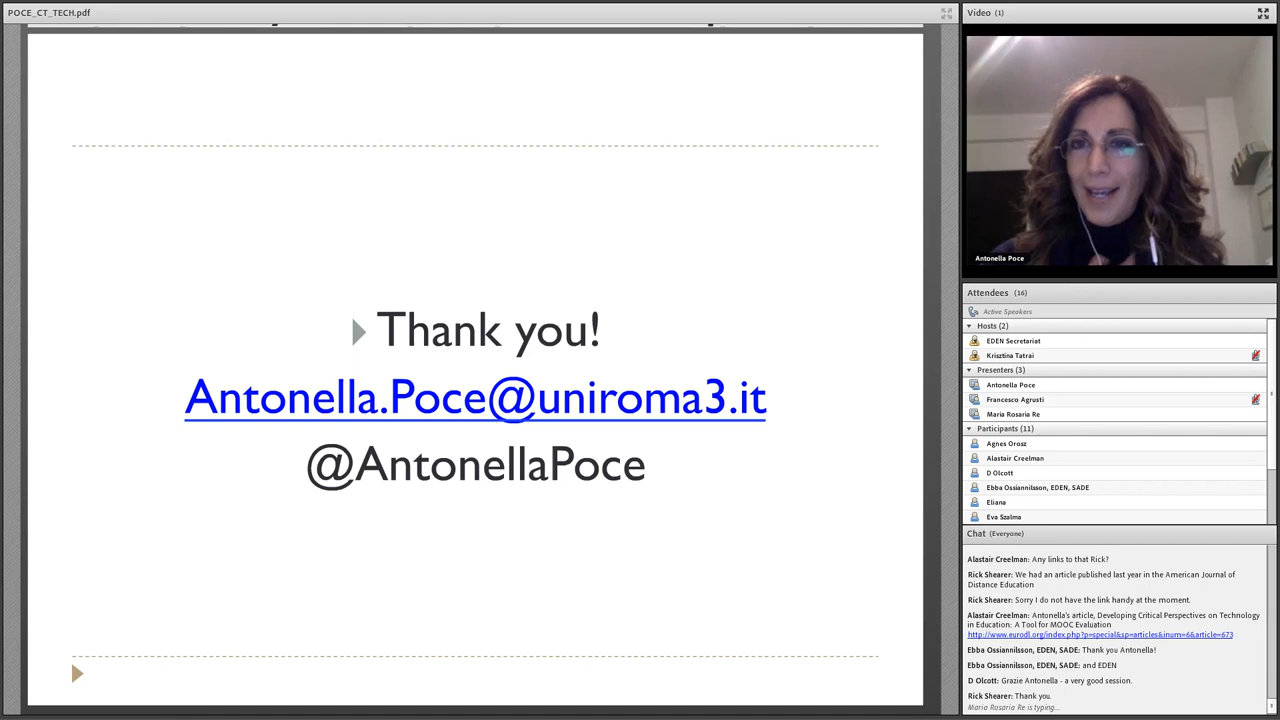 POCE_CT_TECH.pdf
Thank you!
Antonella.Poce@uniroma3.it
@AntonellaPoce
Video (1)
Antonella Poce
Attendees (16)
Active Speakers
Hosts (2)
EDEN Secretariat
Krisztina Tatrai
Presenters (3)
Antonella Poce
Francesco Agrusti
Maria Rosaria Re
Participants (11)
Agnes Orosz
Alastair Creelman
D Olcott
Ebba Ossiannilsson, EDEN, SADE
Eliana
Eva Szalma
Chat (Everyone)
Alastair Creelman: Any links to that Rick?
Rick Shearer: We had an article published last year in the American Journal of
Distance Education
Rick Shearer: Sorry I do not have the link handy at the moment.
Alastair Creelman: Antonella's article, Developing Critical Perspectives on Technology
in Education: A Tool for MOOC Evaluation
http://www.eurodl.org/index.php?p=special&sp=articles&inum=6&article=673
Ebba Ossiannilsson, EDEN, SADE: Thank you Antonella!
Ebba Ossiannilsson, EDEN, SADE: and EDEN
D Olcott: Grazie Antonella - a very good session.
Rick Shearer: Thank you.
Maria Rosaria Re is typing...